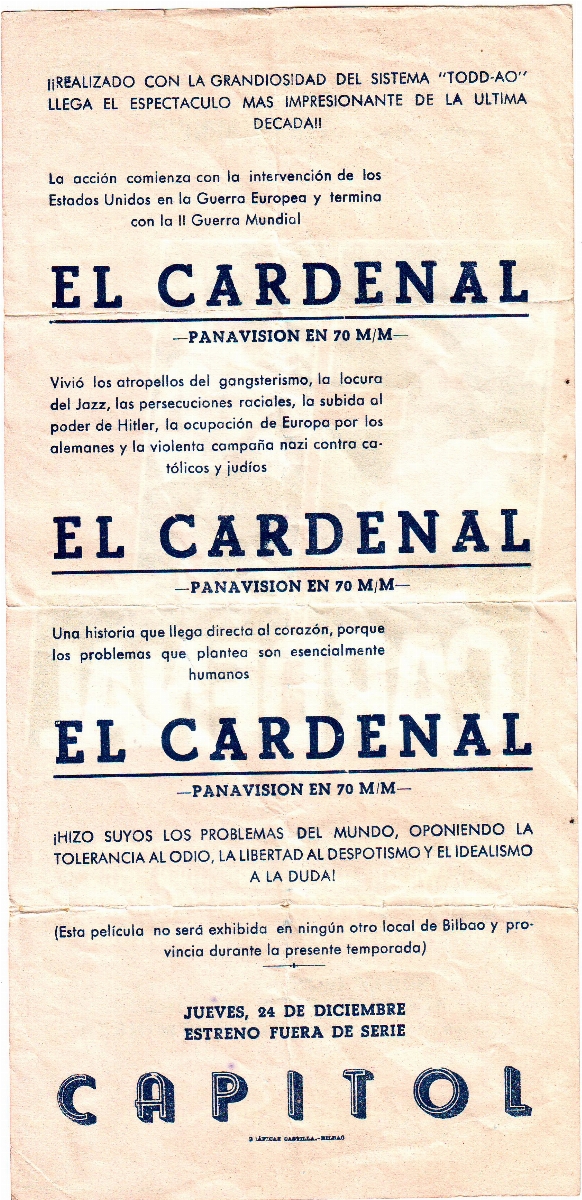 ¡¡REALIZADO CON LA GRANDIOSIDAD DEL SISTEMA "TODD-AO"
LLEGA EL ESPECTACULO MAS IMPRESIONANTE DE LA ULTIMA
DECADA!!
La acción comienza con la intervención de los
Estados Unidos en la Guerra Europea y termina
con la II Guerra Mundial
EL CARDENAL
—PANAVISION EN 70 M/M—
Vivió los atropellos del gangsterismo, la locura
del Jazz, las persecuciones raciales, la subida al
poder de Hitler, la ocupación de Europa por los
alemanes y la violenta campaña nazi contra ca-
tólicos y judíos
EL CARDENAL
—PANAVISION EN 70 M/M—
Una historia que llega directa al corazón, porque
los problemas que plantea son esencialmente
humanos
EL CARDENAL
—PANAVISION EN 70 M/M—
¡HIZO SUYOS LOS PROBLEMAS DEL MUNDO, OPONIENDO LA
TOLERANCIA AL ODIO, LA LIBERTAD AL DESPOTISMO Y EL IDEALISMO
A LA DUDA!
(Esta película no será exhibida en ningún otro local de Bilbao y pro-
vincia durante la presente temporada)
JUEVES, 24 DE DICIEMBRE
ESTRENO FUERA DE SERIE
CAPITOL
CASTILLA.-BILBAO